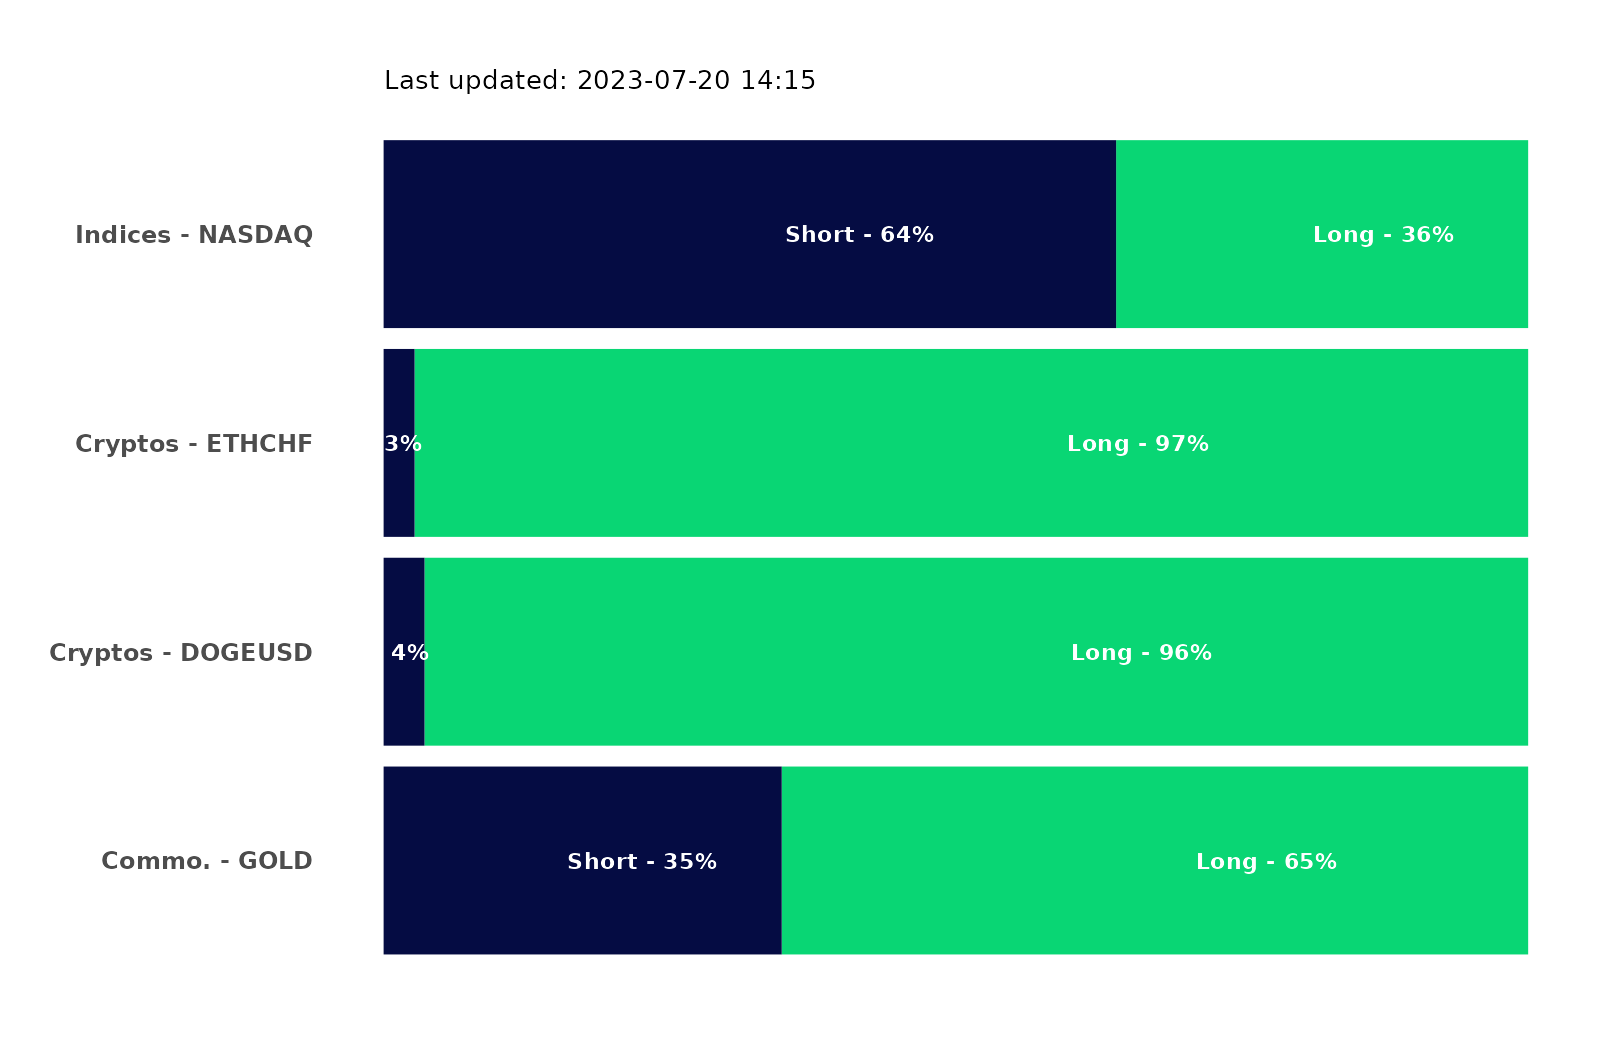 Last updated: 2023-07-20 14:15
Indices - NASDAQ Short - 64% Long - 36%
Cryptos - ETHCHF 3% Long - 97%
Cryptos - DOGEUSD 4% Long - 96%
Commo. - GOLD Short - 35% Long - 65%